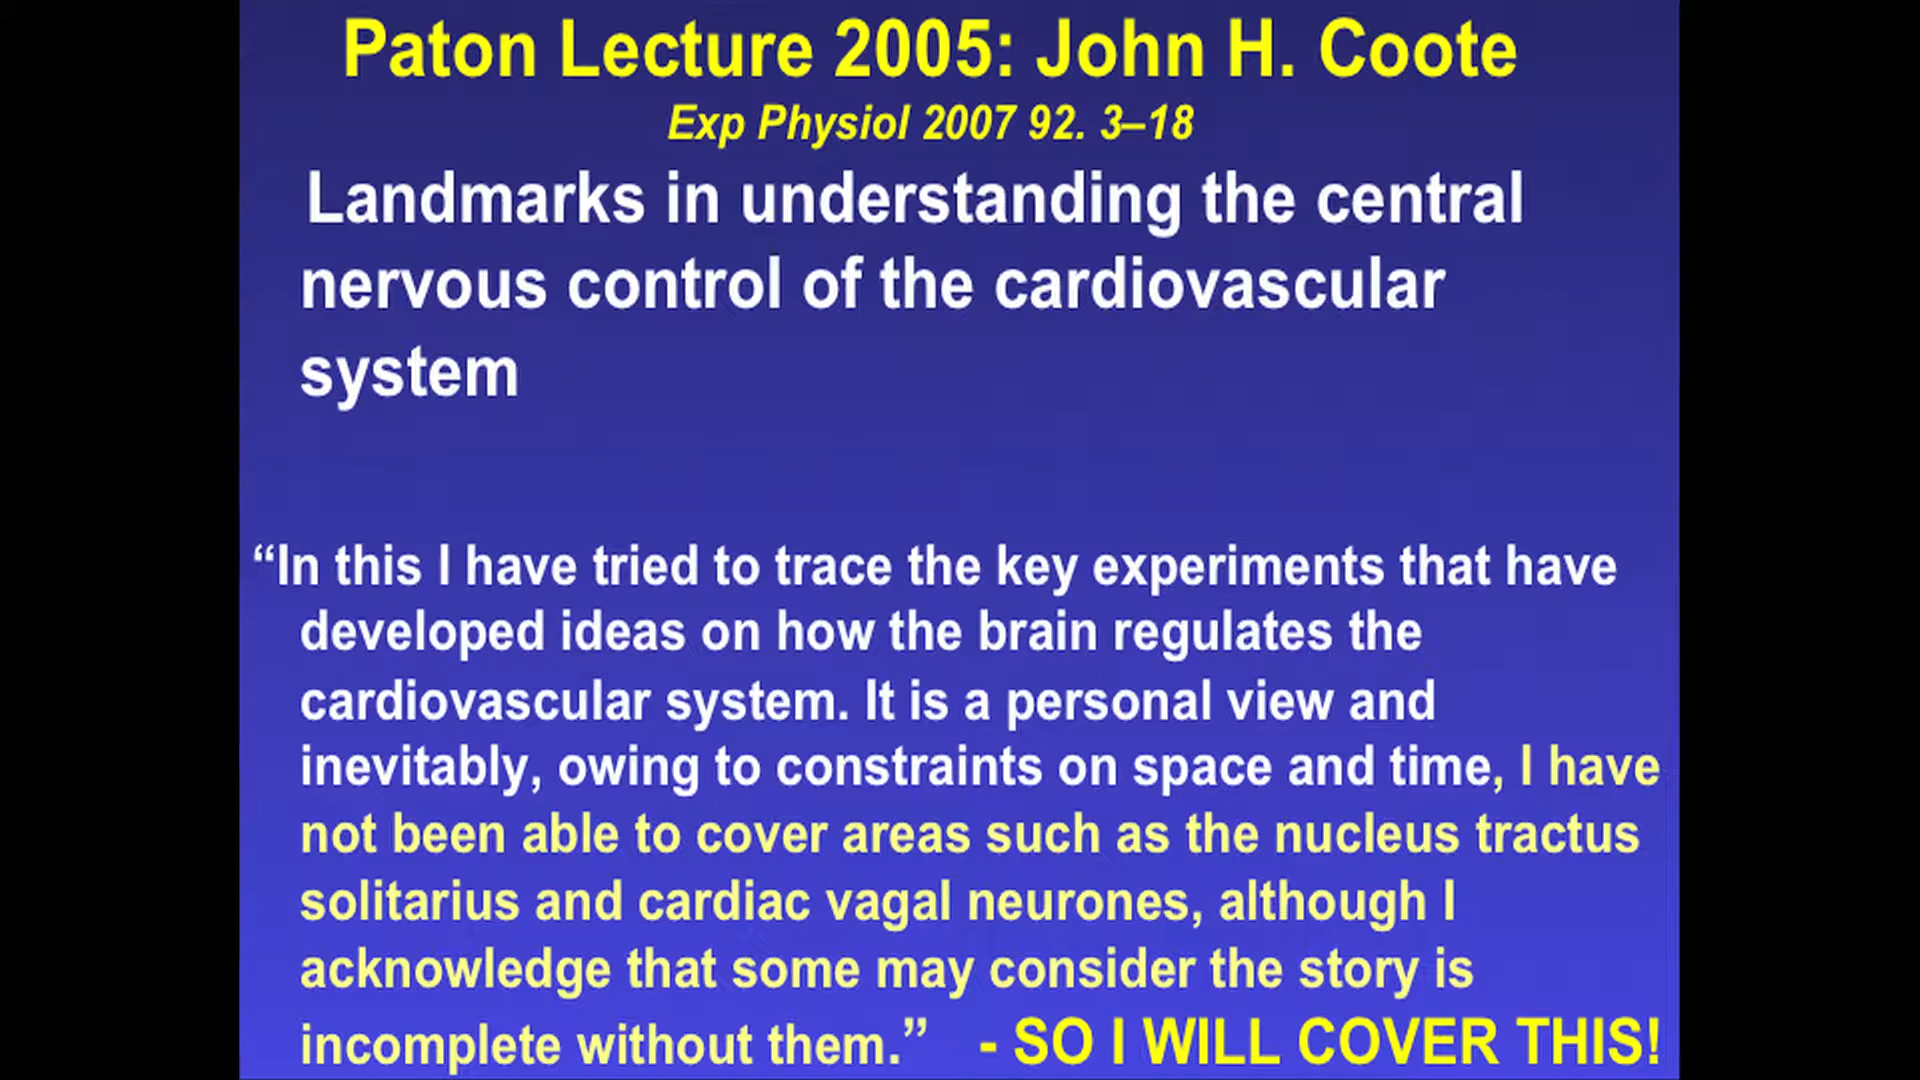 Paton Lecture 2005: John H. Coote
Exp Physiol 2007 92. 3–18
Landmarks in understanding the central
nervous control of the cardiovascular
system
“In this I have tried to trace the key experiments that have
developed ideas on how the brain regulates the
cardiovascular system. It is a personal view and
inevitably, owing to constraints on space and time, I have
not been able to cover areas such as the nucleus tractus
solitarius and cardiac vagal neurones, although I
acknowledge that some may consider the story is
incomplete without them.” - SO I WILL COVER THIS!